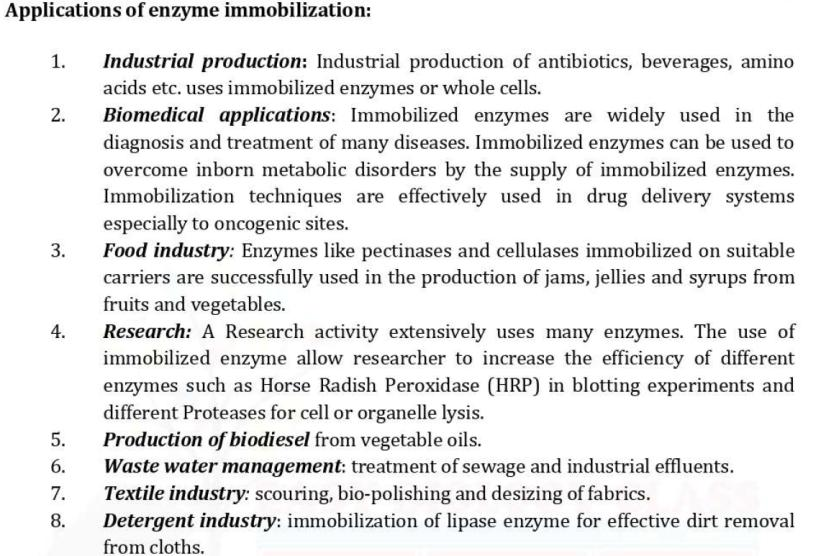 Applications of enzyme immobilization:
1. Industrial production: Industrial production of antibiotics, beverages, amino
acids etc. uses immobilized enzymes or whole cells.
2. Biomedical applications: Immobilized enzymes are widely used in the
diagnosis and treatment of many diseases. Immobilized enzymes can be used to
overcome inborn metabolic disorders by the supply of immobilized enzymes.
Immobilization techniques are effectively used in drug delivery systems
especially to oncogenic sites.
3. Food industry: Enzymes like pectinases and cellulases immobilized on suitable
carriers are successfully used in the production of jams, jellies and syrups from
fruits and vegetables.
4. Research: A Research activity extensively uses many enzymes. The use of
immobilized enzyme allow researcher to increase the efficiency of different
enzymes such as Horse Radish Peroxidase (HRP) in blotting experiments and
different Proteases for cell or organelle lysis.
5. Production of biodiesel from vegetable oils.
6. Waste water management: treatment of sewage and industrial effluents.
7. Textile industry: scouring, bio-polishing and desizing of fabrics.
8. Detergent industry: immobilization of lipase enzyme for effective dirt removal
from cloths.